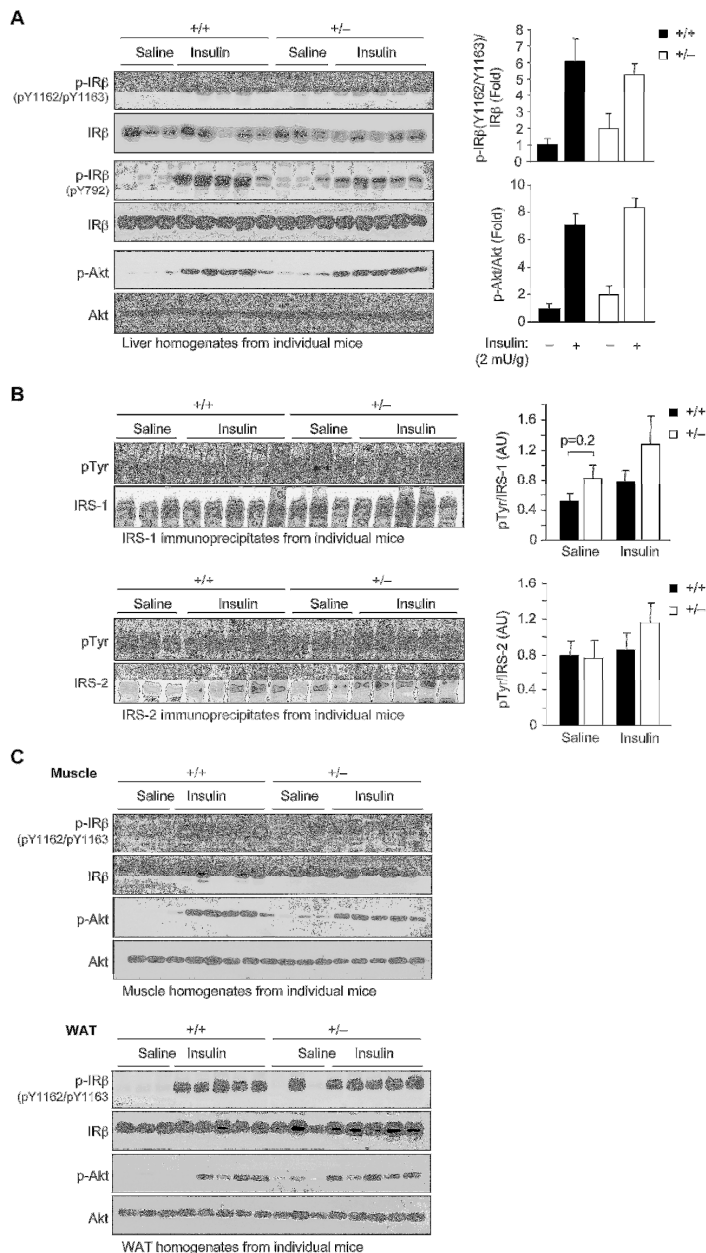 A
+/+
+/–
Saline
Insulin
Saline
Insulin
p-IRβ
(pY1162/pY1163)
IRβ
p-IRβ
(pY792)
IRβ
p-Akt
Akt
Liver homogenates from individual mice
p-IRβ(Y1162/Y1163)/
IRβ (Fold)
8
7
6
5
4
3
2
1
0
+/+
+/–
p-Akt/Akt (Fold)
10
8
6
4
2
0
Insulin:
(2 mU/g)
–
+
–
+
B
+/+
+/–
Saline
Insulin
Saline
Insulin
pTyr
IRS-1
IRS-1 immunoprecipitates from individual mice
pTyr/IRS-1 (AU)
1.6
1.2
0.8
0.4
0
p=0.2
Saline
Insulin
+/+
+/–
+/+
+/–
Saline
Insulin
Saline
Insulin
pTyr
IRS-2
IRS-2 immunoprecipitates from individual mice
pTyr/IRS-2 (AU)
1.6
1.2
0.8
0.4
0
Saline
Insulin
+/+
+/–
C
Muscle
+/+
+/–
Saline
Insulin
Saline
Insulin
p-IRβ
(pY1162/pY1163
IRβ
p-Akt
Akt
Muscle homogenates from individual mice
WAT
+/+
+/–
Saline
Insulin
Saline
Insulin
p-IRβ
(pY1162/pY1163
IRβ
p-Akt
Akt
WAT homogenates from individual mice